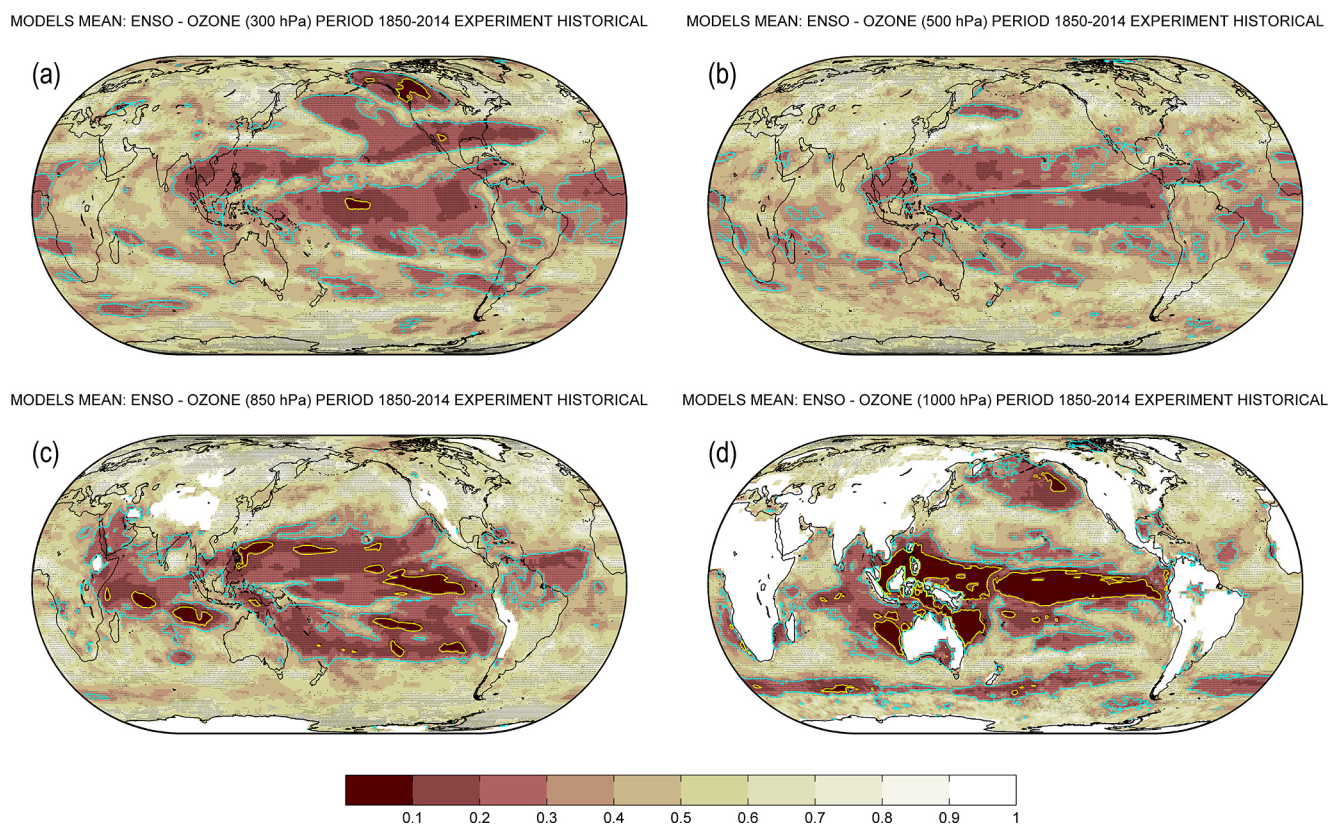 MODELS MEAN: ENSO - OZONE (300 hPa) PERIOD 1850-2014 EXPERIMENT HISTORICAL
MODELS MEAN: ENSO - OZONE (500 hPa) PERIOD 1850-2014 EXPERIMENT HISTORICAL
(a)
(b)
MODELS MEAN: ENSO - OZONE (850 hPa) PERIOD 1850-2014 EXPERIMENT HISTORICAL
MODELS MEAN: ENSO - OZONE (1000 hPa) PERIOD 1850-2014 EXPERIMENT HISTORICAL
(c)
(d)
0.1 0.2 0.3 0.4 0.5 0.6 0.7 0.8 0.9 1